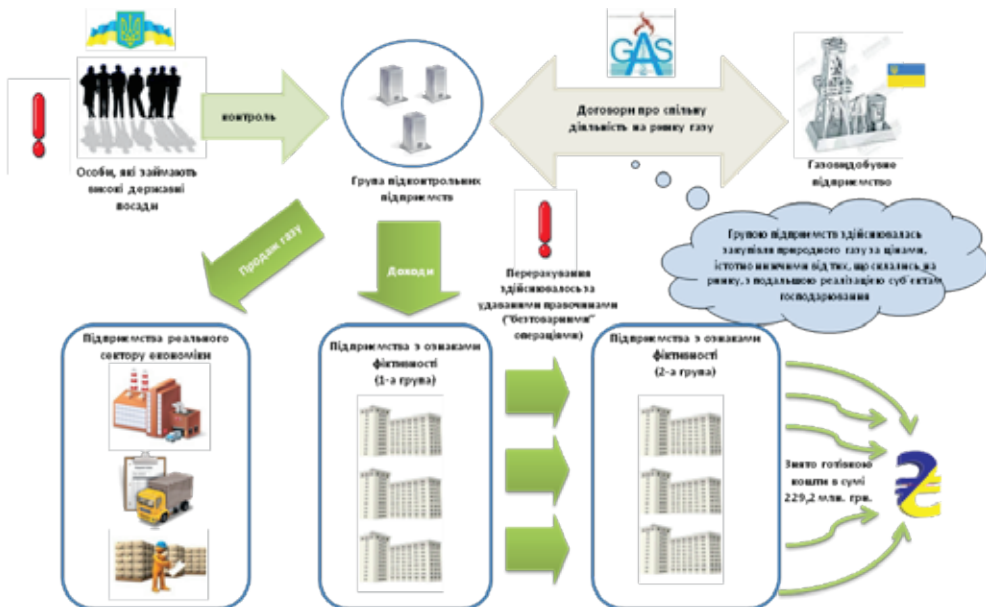 GAS
контроль
Договори про спільну
діяльність на ринку газу
Особи, які займають
високі державні
посади
Група підконтрольних
підприємств
Газовидобувне
підприємство
Продаж газу
Доходи
Перерахування
здійснювалось за
удаваними правочинами
("безтоварними"
операціями)
Групою підприємств здійснювалась
закупівля природного газу за цінами,
істотно нижчими від тих, що склались на
ринку, з подальшою реалізацією суб'єктам
господарювання
Підприємства реального
сектору економіки
Підприємства з ознаками
фіктивності
(1-а група)
Підприємства з ознаками
фіктивності
(2-а група)
Знято готівкою
кошти в сумі
229,2 млн. грн.